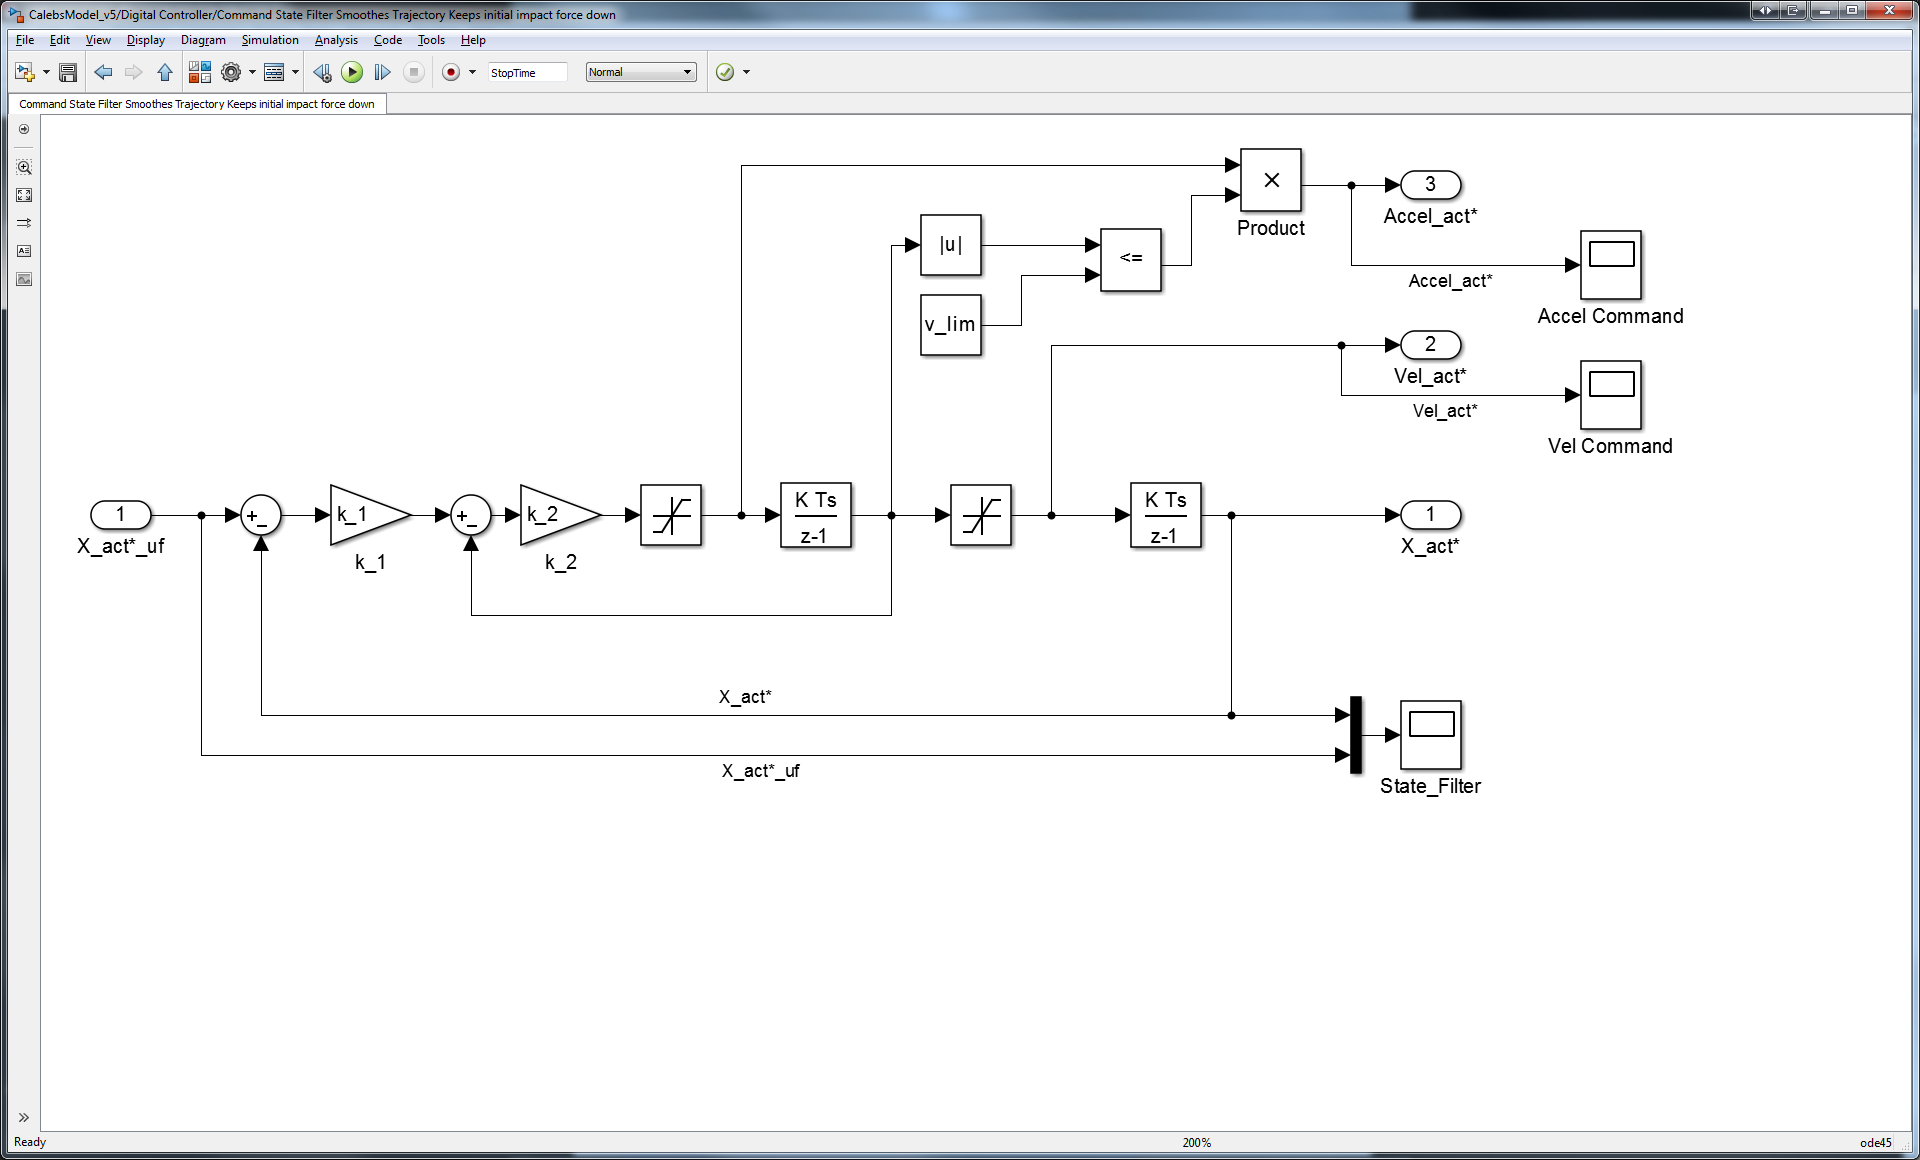 CalebsModel_v5/Digital Controller/Command State Filter Smoothes Trajectory Keeps initial impact force down
File Edit View Display Diagram Simulation Analysis Code Tools Help
StopTime
Normal
Command State Filter Smoothes Trajectory Keeps initial impact force down
×
Product
3
Accel_act*
Accel_act*
Accel Command
|u|
<=
v_lim
2
Vel_act*
Vel_act*
Vel Command
1
X_act*_uf
+_
k_1
k_1
+_
k_2
k_2
K Ts
z-1
K Ts
z-1
1
X_act*
X_act*
X_act*_uf
State_Filter
Ready
200%
ode45